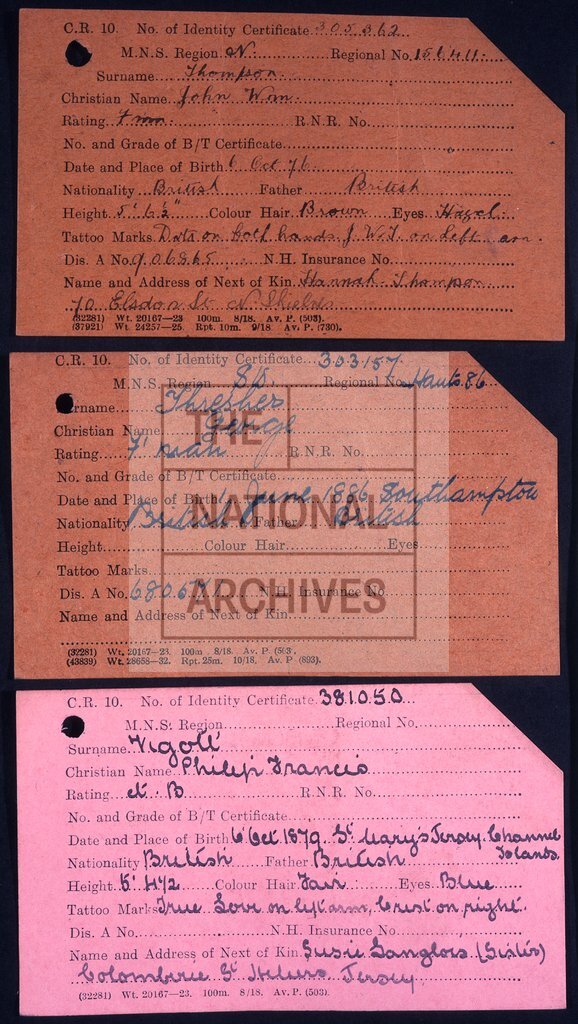 C.R. 10. No. of Identity Certificate 305362
M.N.S. Region N. Regional No. 156411.
Surname Thompson
Christian Name John Wm.
Rating R.N.R. No.
No. and Grade of B/T Certificate
Date and Place of Birth 6 Oct 76
Nationality British Father British
Height 5' 6½" Colour Hair Brown Eyes Hazel.
Tattoo Marks Dots on both hands J.W.T. on left arm.
Dis. A No. 906865 N.H. Insurance No.
Name and Address of Next of Kin Hannah Thompson
70 Elsdon St N. Shields
(32281) Wt. 20167—23 100m. 8/18. Av. P. (503).
(37921) Wt. 24257—25. Rpt. 10m. 9/18. Av. P. (730).
C.R. 10. No. of Identity Certificate 303157
M.N.S. Region Regional No. Hants. 86
Surname Thresher
Christian Name George
Rating R.N.R. No.
No. and Grade of B/T Certificate
Date and Place of Birth June 1886 Southampton
Nationality British Father British
Height Colour Hair Eyes
Tattoo Marks
Dis. A No. N.H. Insurance No.
Name and Address of Next of Kin
(32281) Wt. 20167—23. 100m 8/18. Av. P. (503).
(43839) Wt. 28658—32. Rpt. 25m. 10/18. Av. P (893).
THE
NATIONAL
ARCHIVES
C.R. 10. No. of Identity Certificate 381050
M.N.S. Region Regional No.
Surname Vigott
Christian Name Philip Francis
Rating A.B R.N.R. No.
No. and Grade of B/T Certificate
Date and Place of Birth 6 Oct 1879 St Mary's Jersey. Channel
Islands
Nationality British Father British
Height 5' 4½ Colour Hair Fair Eyes Blue
Tattoo Marks True Love on left arm, Crest on right.
Dis. A No. N.H. Insurance No.
Name and Address of Next of Kin Susie Langlois (Sister)
Colomberie St Heliers Jersey
(32281) Wt. 20167—23. 100m. 8/18. Av. P. (503).